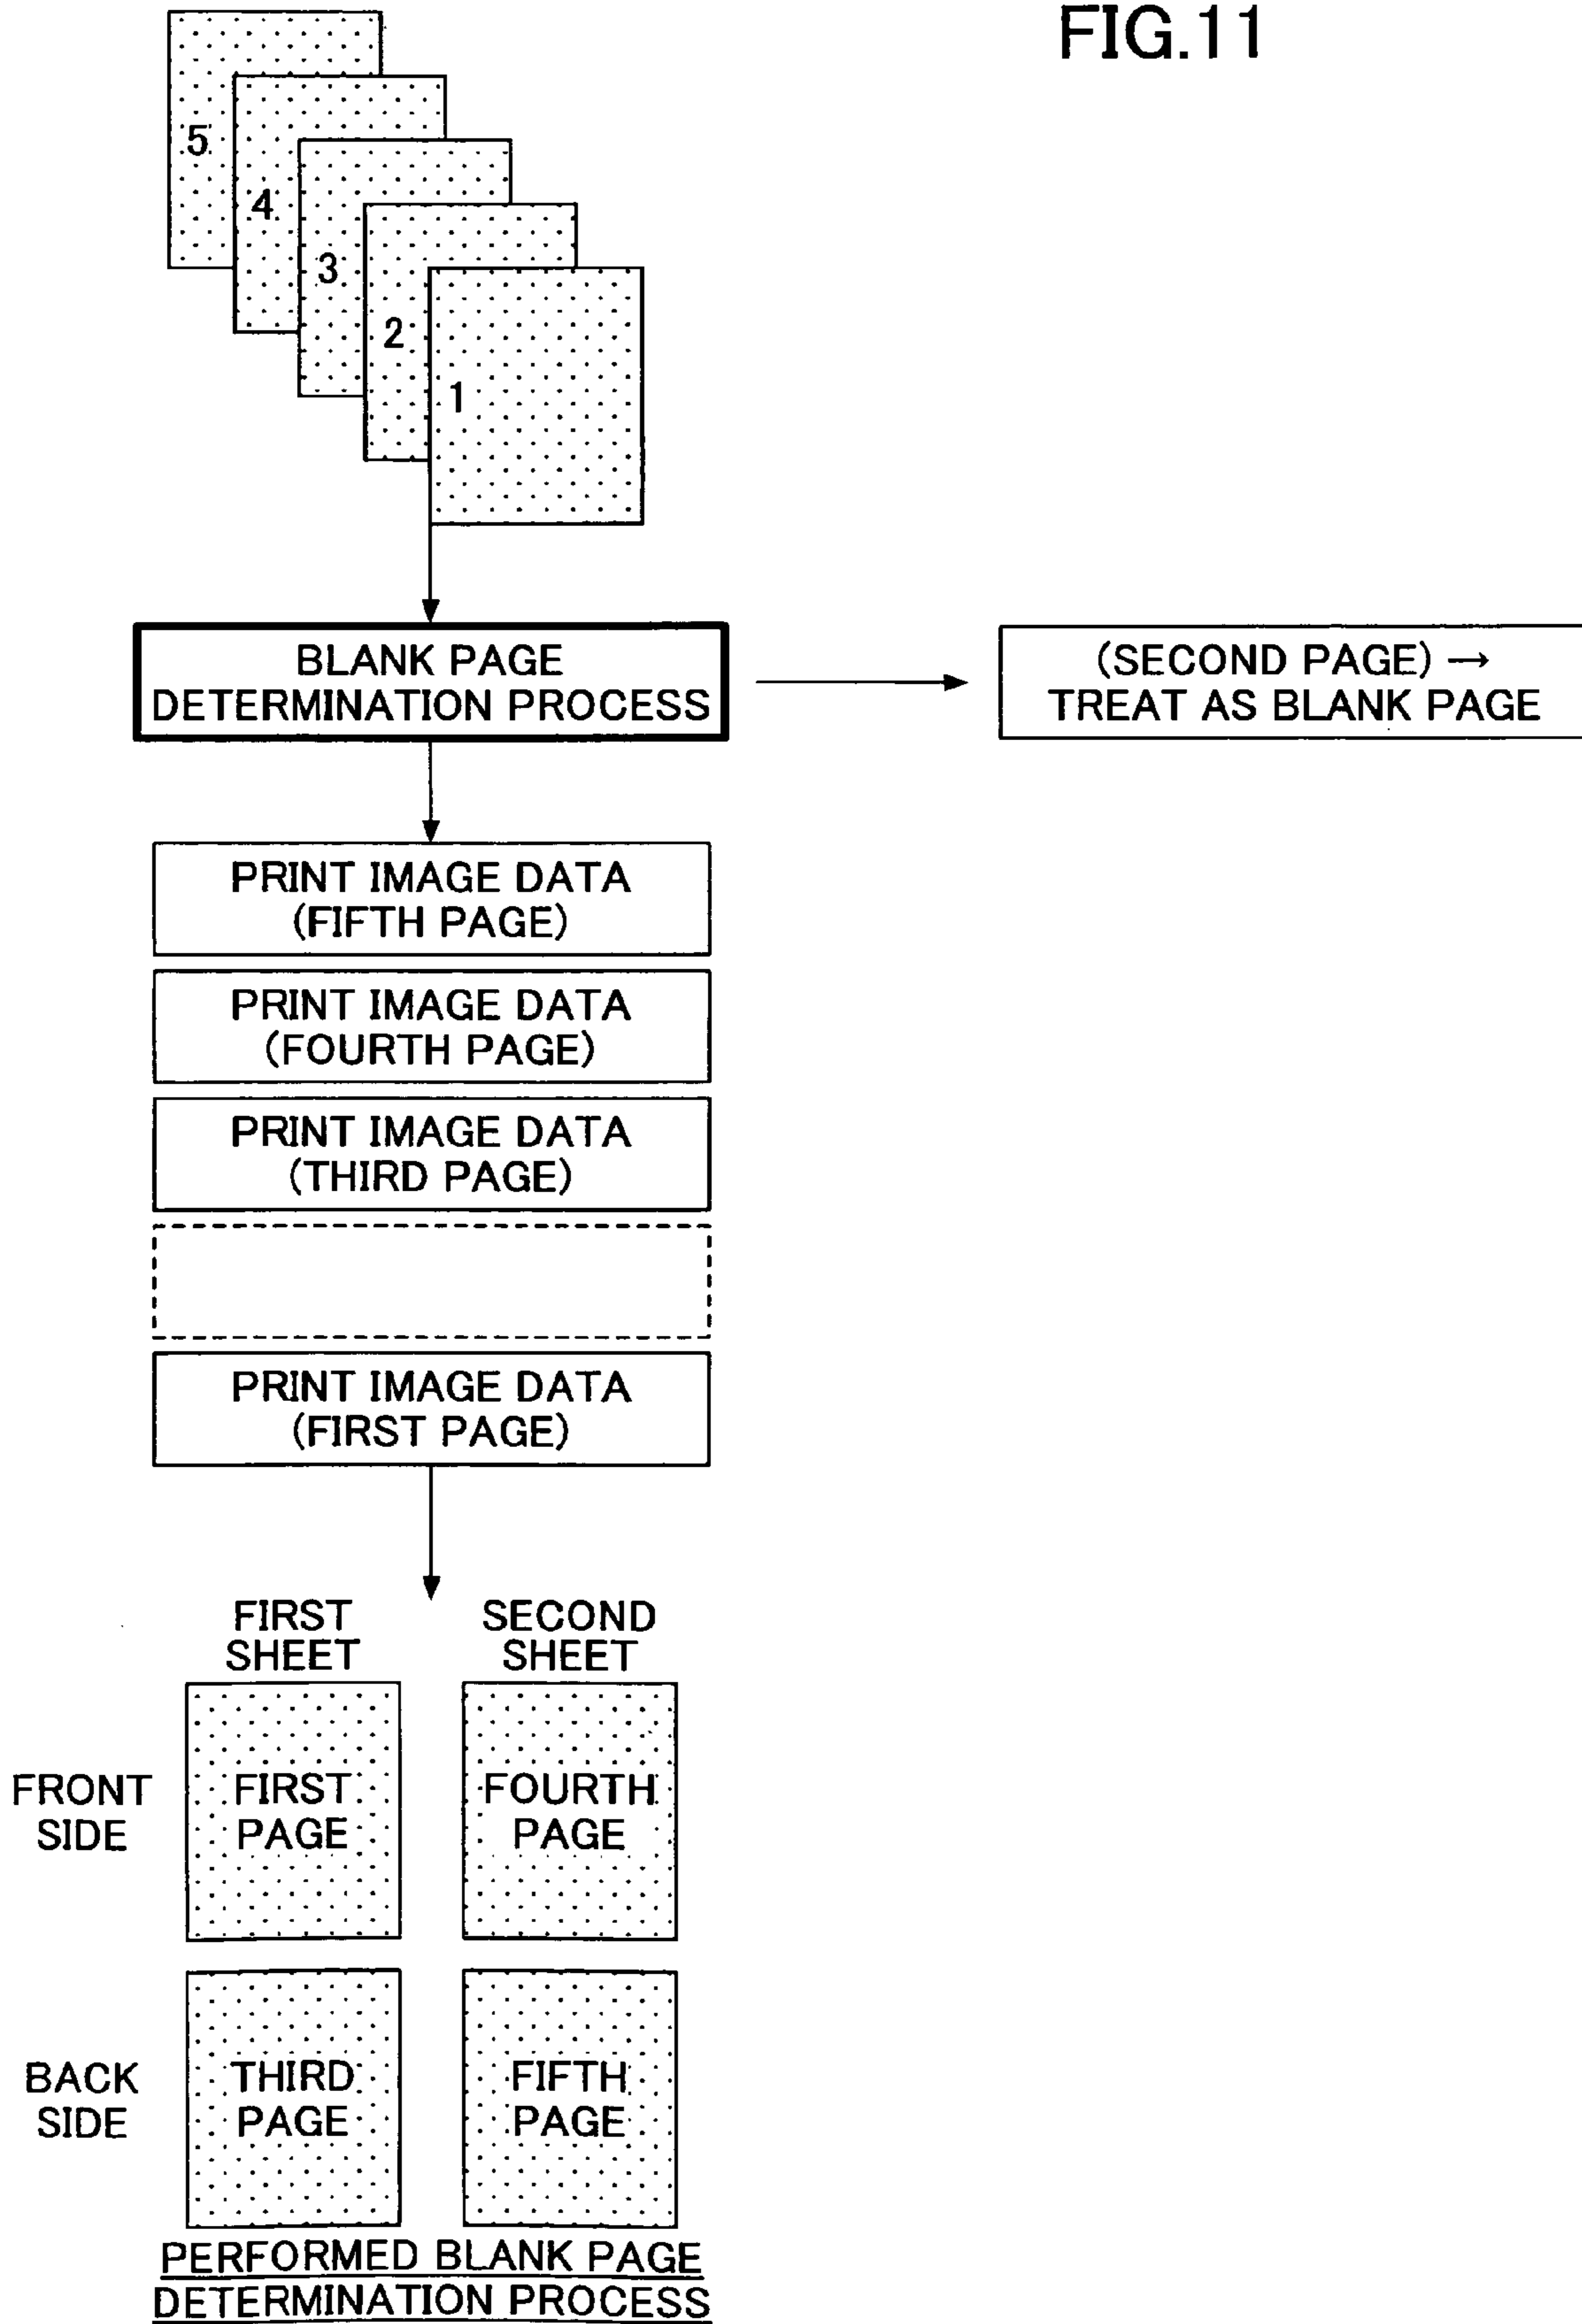 FIG.11
5
4
3
2
1
BLANK PAGE
DETERMINATION PROCESS
(SECOND PAGE) →
TREAT AS BLANK PAGE
PRINT IMAGE DATA
(FIFTH PAGE)
PRINT IMAGE DATA
(FOURTH PAGE)
PRINT IMAGE DATA
(THIRD PAGE)
PRINT IMAGE DATA
(FIRST PAGE)
FIRST
SHEET
SECOND
SHEET
FRONT
SIDE
FIRST
PAGE
FOURTH
PAGE
BACK
SIDE
THIRD
PAGE
FIFTH
PAGE
PERFORMED BLANK PAGE
DETERMINATION PROCESS